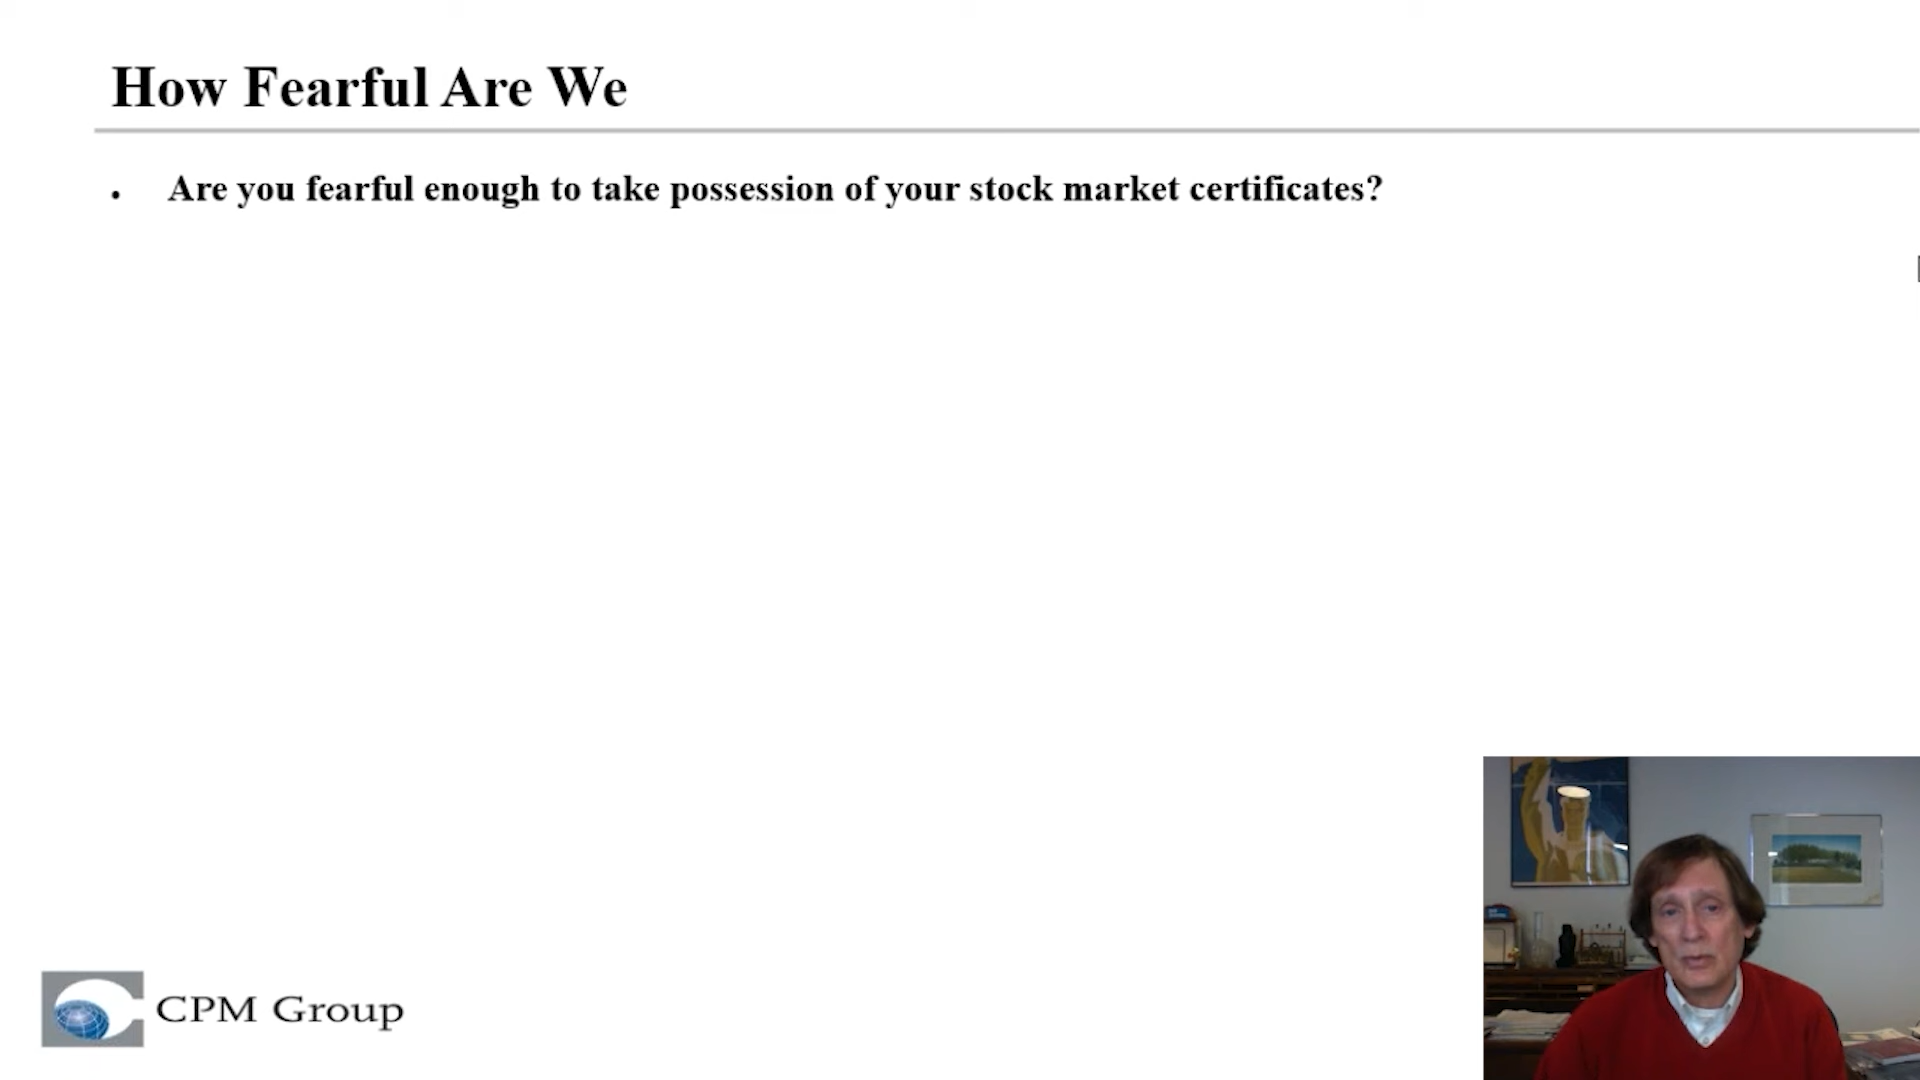 How Fearful Are We
• Are you fearful enough to take possession of your stock market certificates?
CPM Group